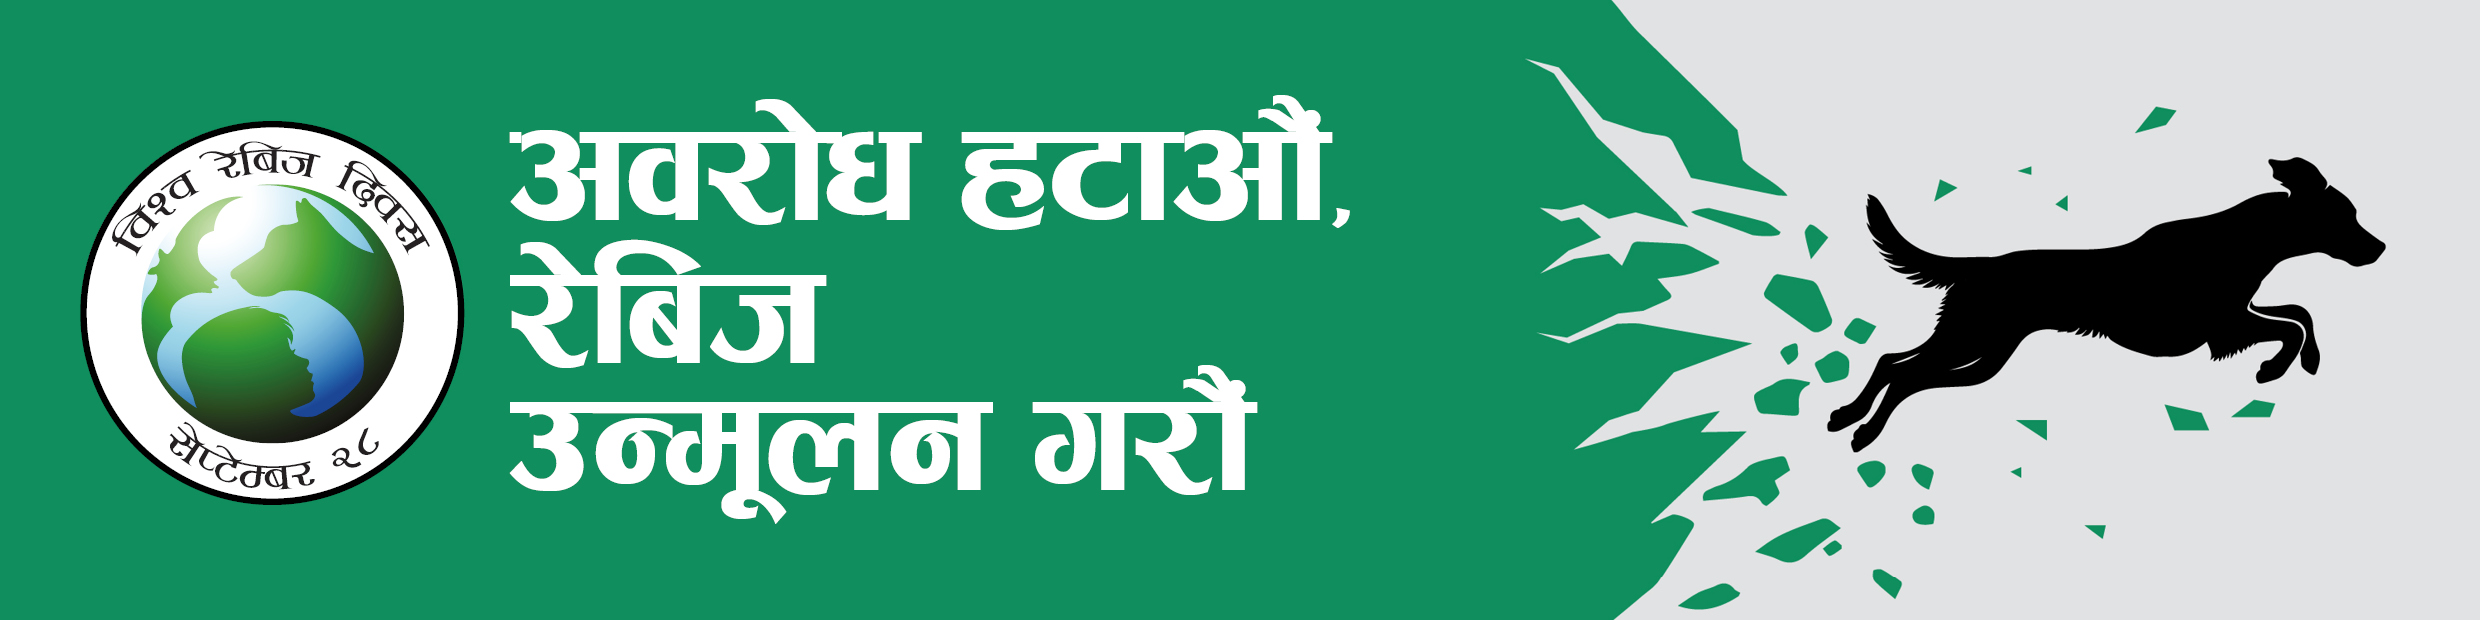 विश्व रेबिज दिवस
सेप्टेम्बर २८
अवरोध हटाऔं,
रेबिज
उन्मूलन गरौं